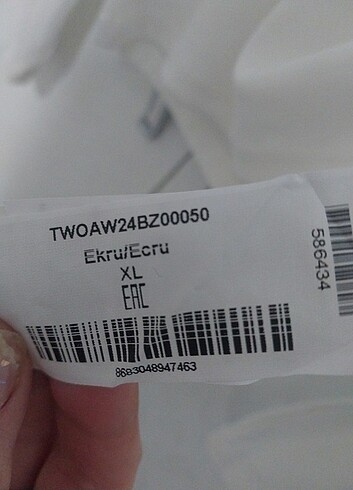 TWOAW24BZ00050
Ekru/Ecru
XL
EAC
8683048947463
586434